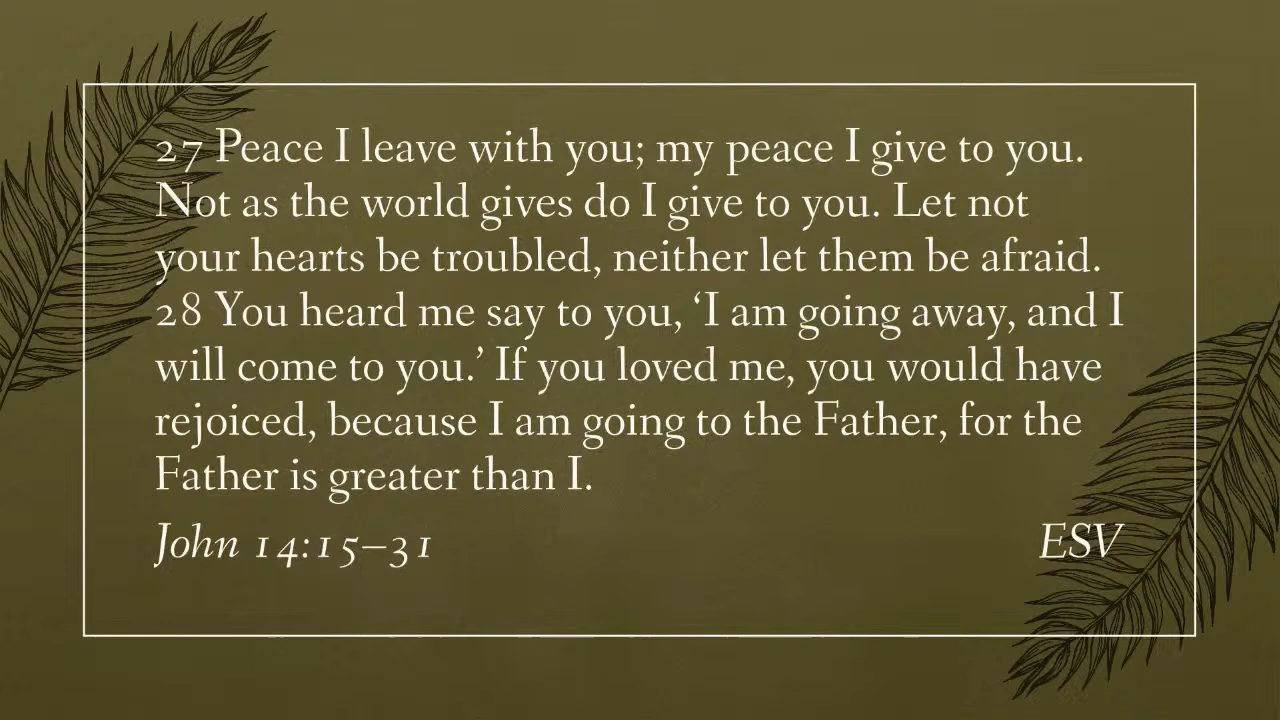 27 Peace I leave with you; my peace I give to you.
Not as the world gives do I give to you. Let not
your hearts be troubled, neither let them be afraid.
28 You heard me say to you, ‘I am going away, and I
will come to you.’ If you loved me, you would have
rejoiced, because I am going to the Father, for the
Father is greater than I.
John 14:15–31 ESV